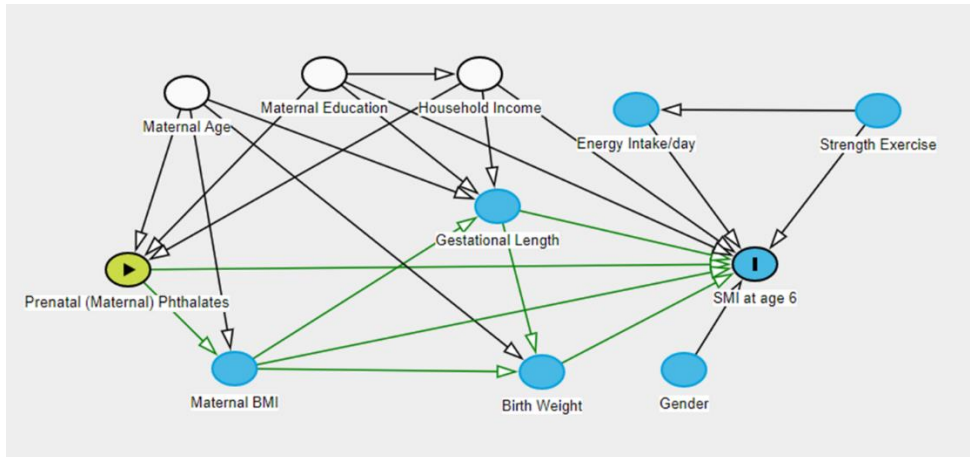 Maternal Education
Household Income
Maternal Age
Energy Intake/day
Strength Exercise
Gestational Length
Prenatal (Maternal) Phthalates
SMI at age 6
Maternal BMI
Birth Weight
Gender